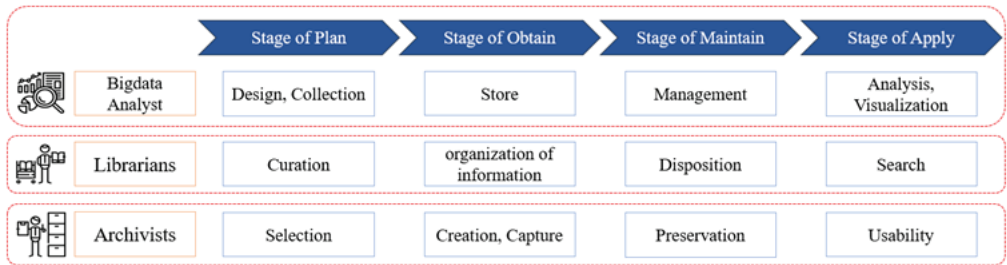 Stage of Plan
Stage of Obtain
Stage of Maintain
Stage of Apply
Bigdata
Analyst
Design, Collection
Store
Management
Analysis,
Visualization
Librarians
Curation
organization of
information
Disposition
Search
Archivists
Selection
Creation, Capture
Preservation
Usability